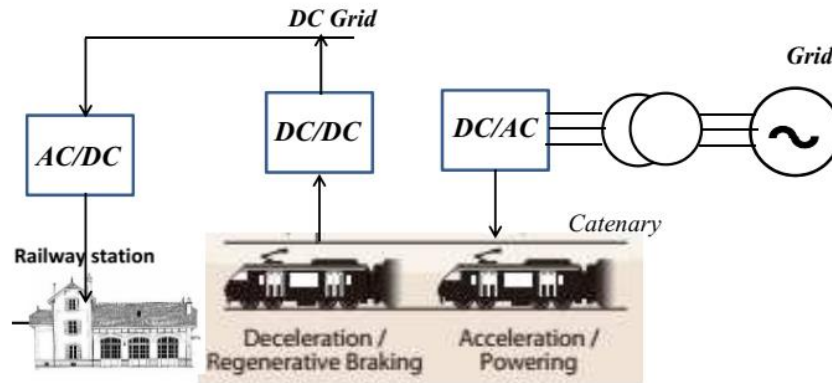 DC Grid
Grid
AC/DC
DC/DC
DC/AC
Catenary
Railway station
Deceleration /
Regenerative Braking
Acceleration /
Powering